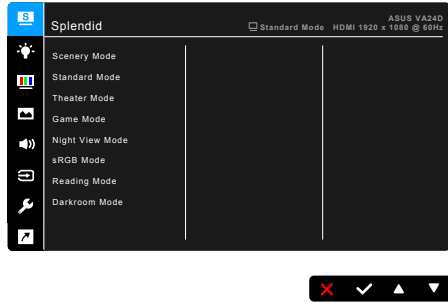 S
Splendid
Standard Mode HDMI 1920 x 1080 @ 60Hz
ASUS VA24D
Scenery Mode
Standard Mode
Theater Mode
Game Mode
Night View Mode
sRGB Mode
Reading Mode
Darkroom Mode